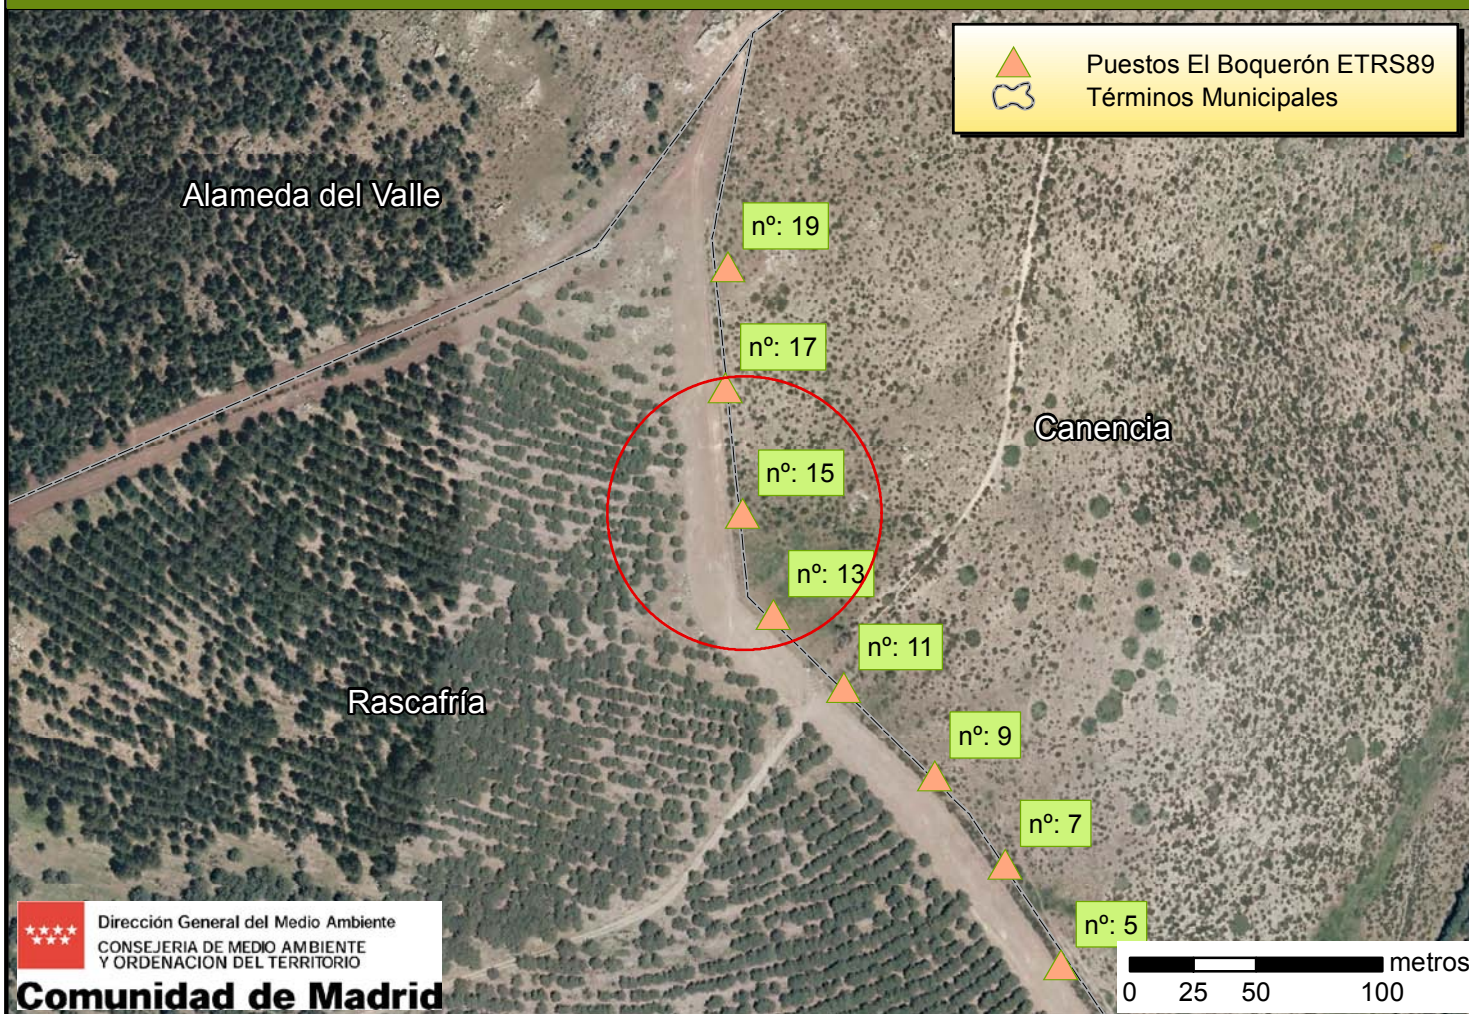 Puestos El Boquerón ETRS89
Términos Municipales
Alameda del Valle
nº: 19
nº: 17
Canencia
nº: 15
nº: 13
nº: 11
Rascafría
nº: 9
nº: 7
nº: 5
Dirección General del Medio Ambiente
CONSEJERIA DE MEDIO AMBIENTE
Y ORDENACION DEL TERRITORIO
Comunidad de Madrid
metros
0 25 50 100